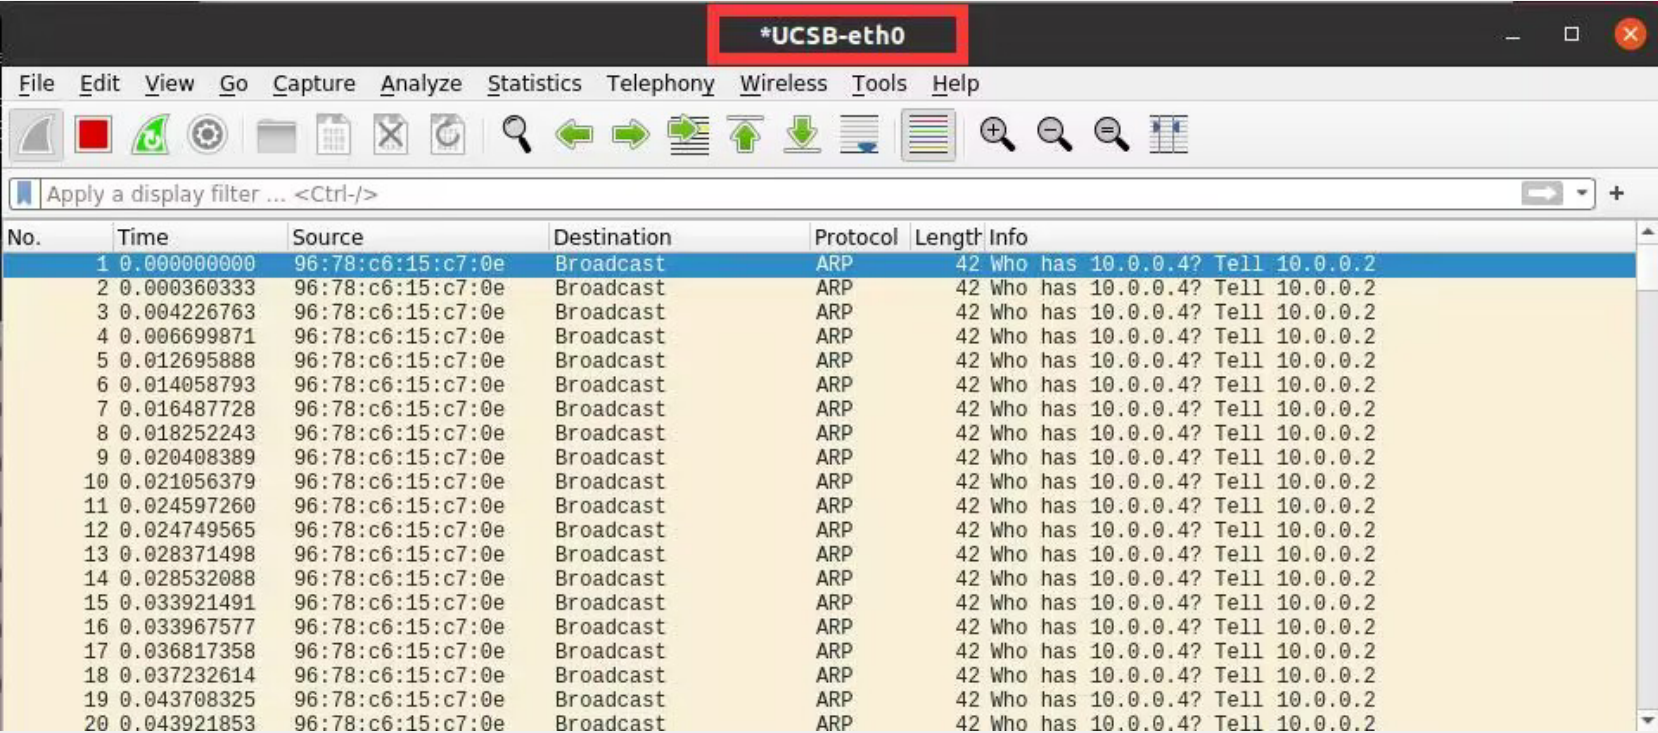 *UCSB-eth0
File Edit View Go Capture Analyze Statistics Telephony Wireless Tools Help
Apply a display filter ... <Ctrl-/>
No. Time Source Destination Protocol Length Info
1 0.000000000 96:78:c6:15:c7:0e Broadcast ARP 42 Who has 10.0.0.4? Tell 10.0.0.2
2 0.000360333 96:78:c6:15:c7:0e Broadcast ARP 42 Who has 10.0.0.4? Tell 10.0.0.2
3 0.004226763 96:78:c6:15:c7:0e Broadcast ARP 42 Who has 10.0.0.4? Tell 10.0.0.2
4 0.006699871 96:78:c6:15:c7:0e Broadcast ARP 42 Who has 10.0.0.4? Tell 10.0.0.2
5 0.012695888 96:78:c6:15:c7:0e Broadcast ARP 42 Who has 10.0.0.4? Tell 10.0.0.2
6 0.014058793 96:78:c6:15:c7:0e Broadcast ARP 42 Who has 10.0.0.4? Tell 10.0.0.2
7 0.016487728 96:78:c6:15:c7:0e Broadcast ARP 42 Who has 10.0.0.4? Tell 10.0.0.2
8 0.018252243 96:78:c6:15:c7:0e Broadcast ARP 42 Who has 10.0.0.4? Tell 10.0.0.2
9 0.020408389 96:78:c6:15:c7:0e Broadcast ARP 42 Who has 10.0.0.4? Tell 10.0.0.2
10 0.021056379 96:78:c6:15:c7:0e Broadcast ARP 42 Who has 10.0.0.4? Tell 10.0.0.2
11 0.024597260 96:78:c6:15:c7:0e Broadcast ARP 42 Who has 10.0.0.4? Tell 10.0.0.2
12 0.024749565 96:78:c6:15:c7:0e Broadcast ARP 42 Who has 10.0.0.4? Tell 10.0.0.2
13 0.028371498 96:78:c6:15:c7:0e Broadcast ARP 42 Who has 10.0.0.4? Tell 10.0.0.2
14 0.028532088 96:78:c6:15:c7:0e Broadcast ARP 42 Who has 10.0.0.4? Tell 10.0.0.2
15 0.033921491 96:78:c6:15:c7:0e Broadcast ARP 42 Who has 10.0.0.4? Tell 10.0.0.2
16 0.033967577 96:78:c6:15:c7:0e Broadcast ARP 42 Who has 10.0.0.4? Tell 10.0.0.2
17 0.036817358 96:78:c6:15:c7:0e Broadcast ARP 42 Who has 10.0.0.4? Tell 10.0.0.2
18 0.037232614 96:78:c6:15:c7:0e Broadcast ARP 42 Who has 10.0.0.4? Tell 10.0.0.2
19 0.043708325 96:78:c6:15:c7:0e Broadcast ARP 42 Who has 10.0.0.4? Tell 10.0.0.2
20 0.043921853 96:78:c6:15:c7:0e Broadcast ARP 42 Who has 10.0.0.4? Tell 10.0.0.2